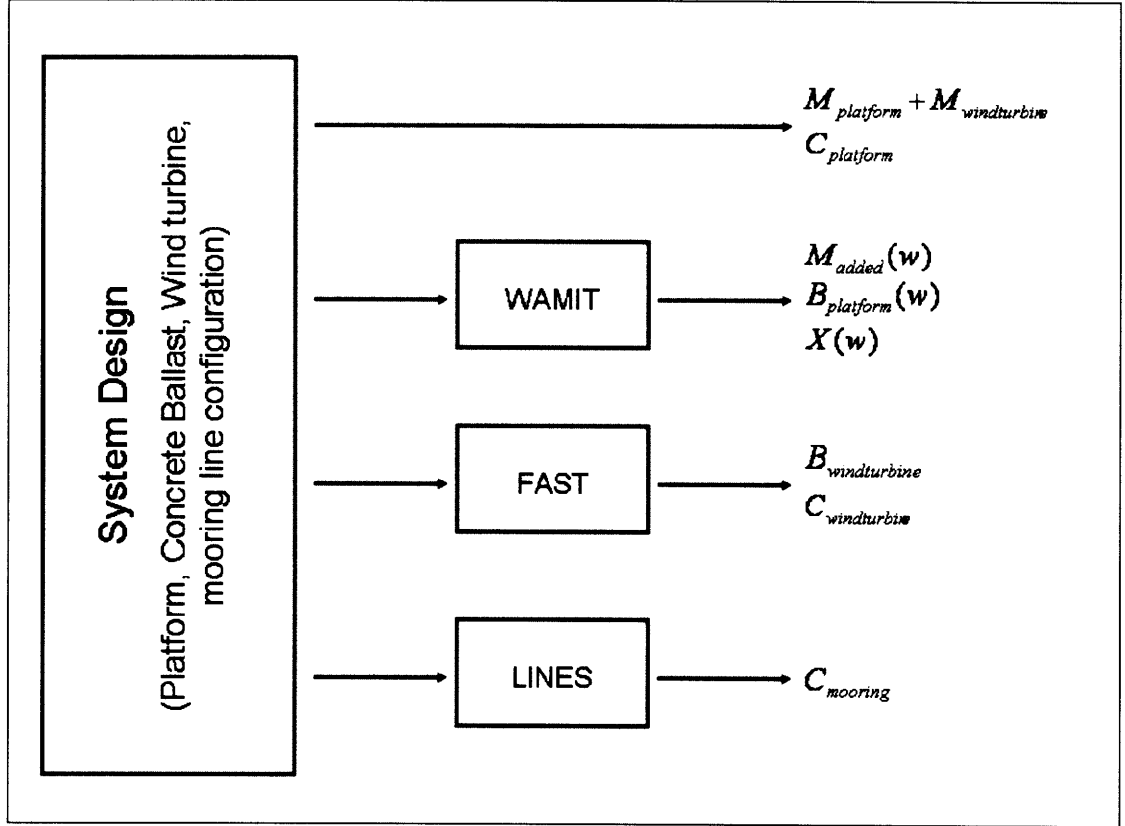 System Design
(Platform, Concrete Ballast, Wind turbine,
mooring line configuration)
M_platform + M_windturbine
C_platform
WAMIT
M_added(w)
B_platform(w)
X(w)
FAST
B_windturbine
C_windturbine
LINES
C_mooring